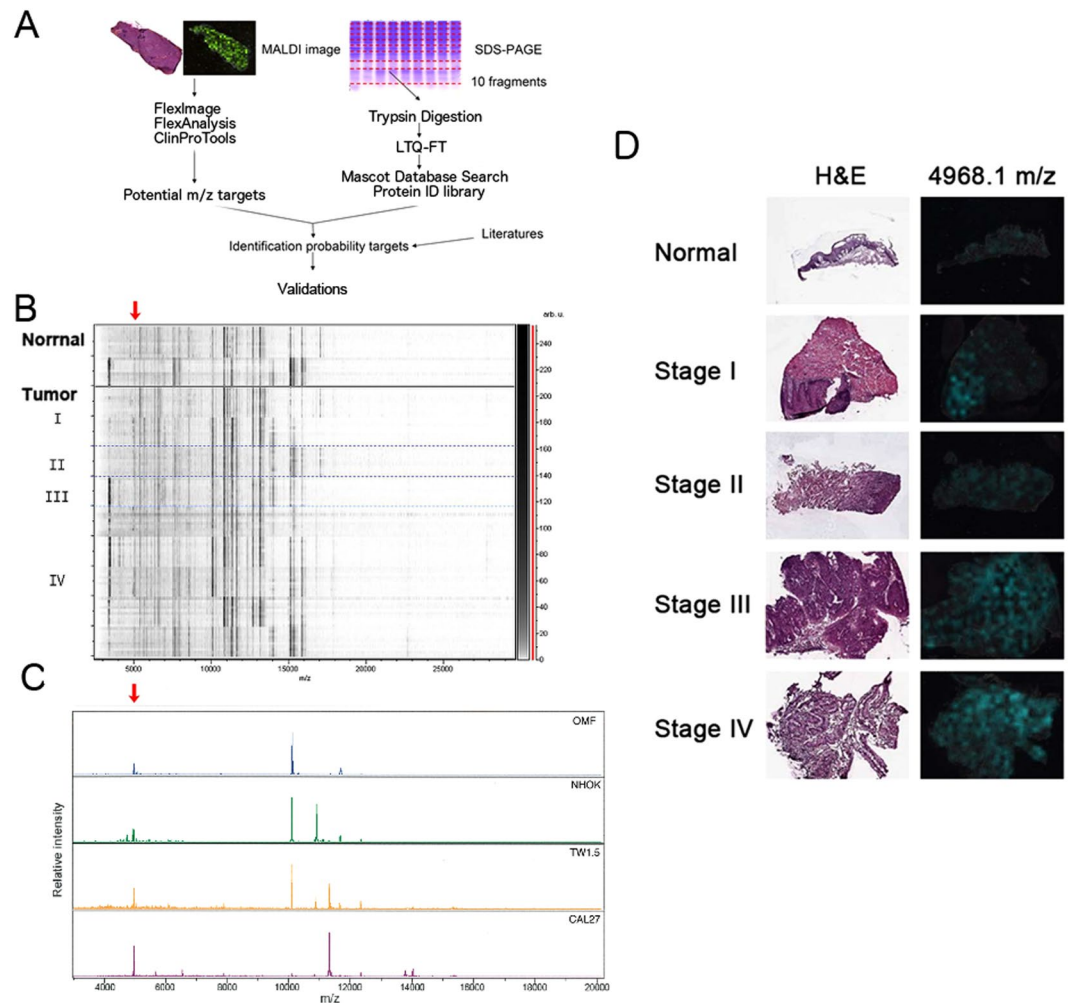 A
MALDI image
SDS-PAGE
10 fragments
FlexImage
FlexAnalysis
ClinProTools
Trypsin Digestion
LTQ-FT
Mascot Database Search
Protein ID library
Potential m/z targets
Literatures
Identification probability targets
Validations
B
Normal
Tumor
I
II
III
IV
arb. u.
240
220
200
180
160
140
120
100
80
60
40
20
0
5000 10000 15000 20000 25000
m/z
C
OMF
NHOK
TW1.5
CAL27
Relative intensity
4000 6000 8000 10000 12000 14000 16000 18000 20000
m/z
D
H&E 4968.1 m/z
Normal
Stage I
Stage II
Stage III
Stage IV